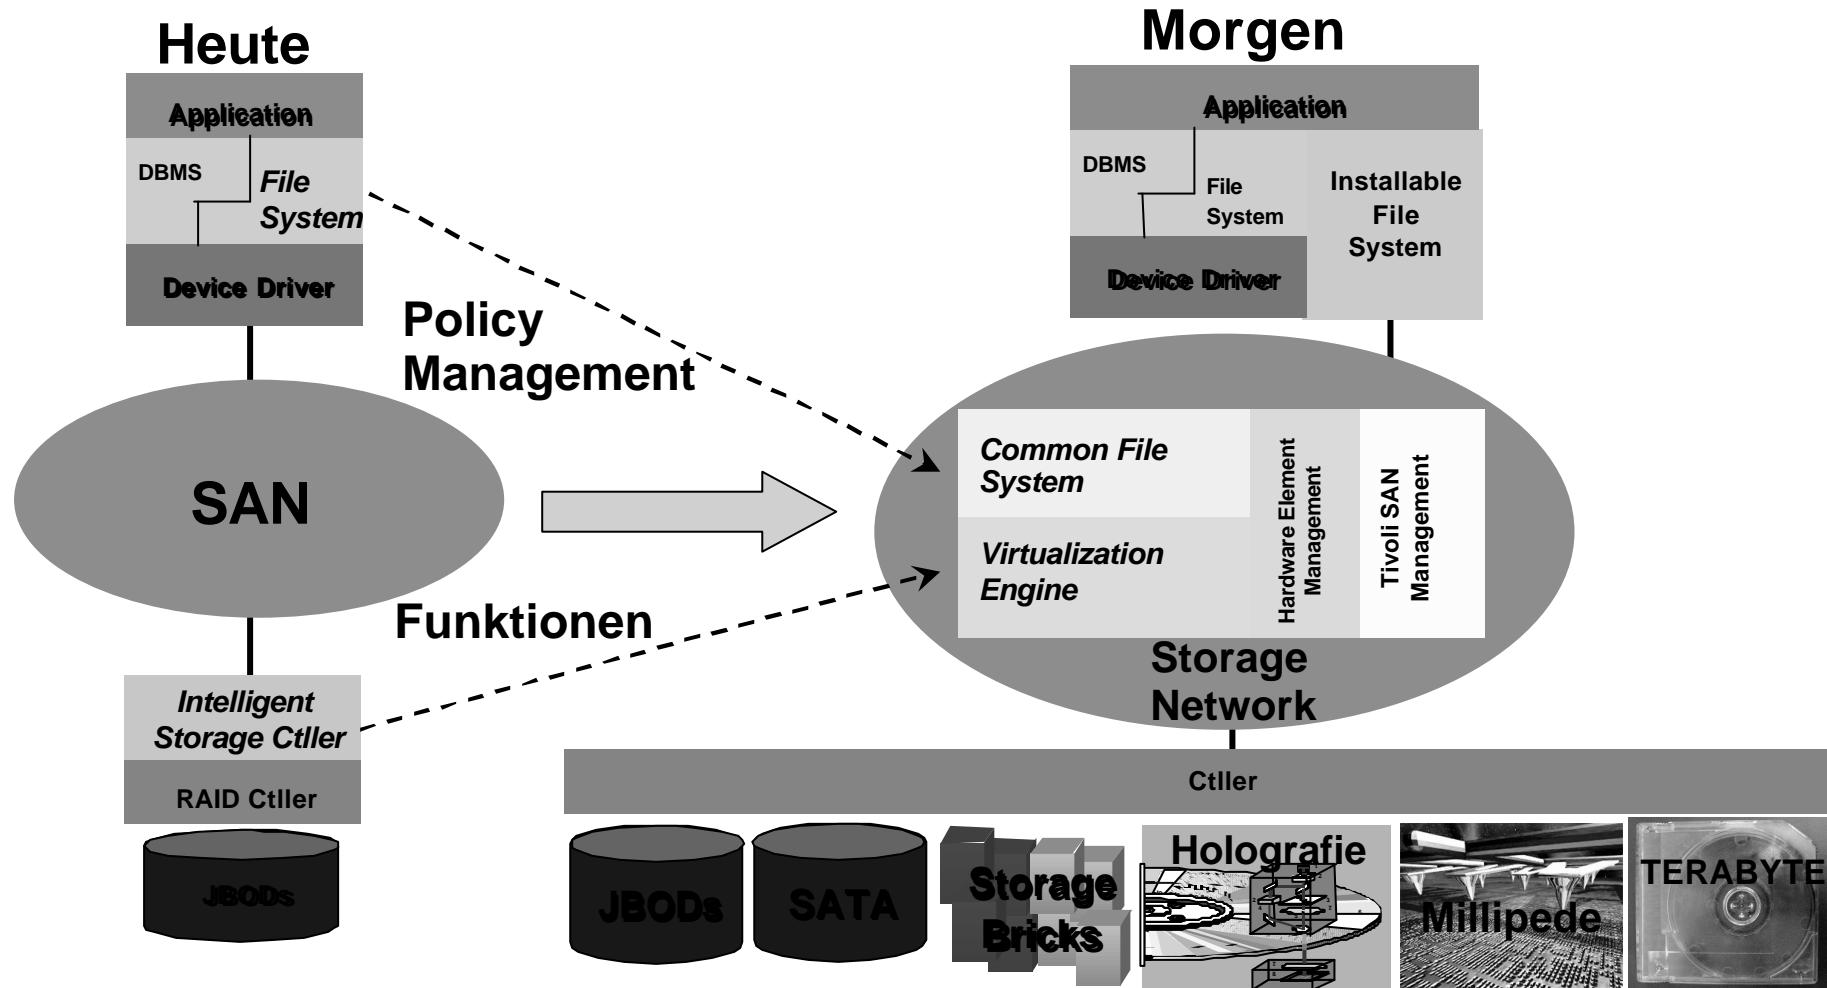 Heute
Application
DBMS
File
System
Device Driver
SAN
Intelligent
Storage Ctller
RAID Ctller
JBODs
Policy
Management
Funktionen
Morgen
Application
DBMS
File
System
Installable
File
System
Device Driver
Common File
System
Virtualization
Engine
Hardware Element
Management
Tivoli SAN
Management
Storage
Network
Ctller
JBODs
SATA
Storage
Bricks
Holografie
Millipede
TERABYTE